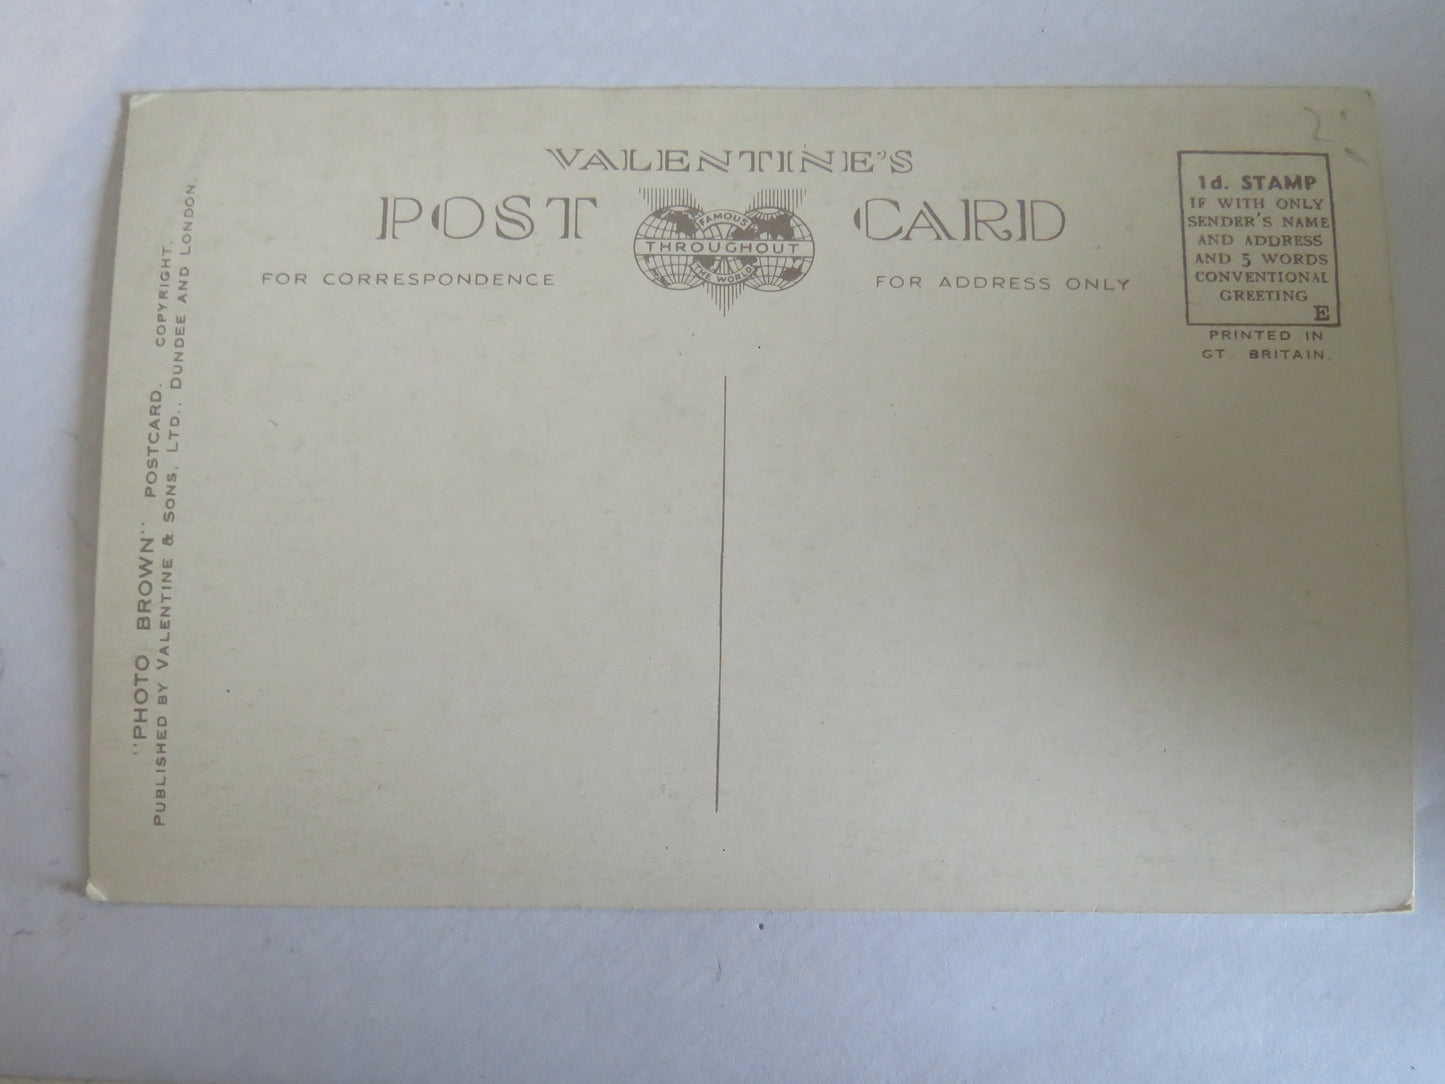 VALENTINE'S
POST CARD
FAMOUS
THROUGHOUT
THE WORLD
FOR CORRESPONDENCE
FOR ADDRESS ONLY
1d. STAMP
IF WITH ONLY
SENDER'S NAME
AND ADDRESS
AND 5 WORDS
CONVENTIONAL
GREETING
E
PRINTED IN
GT. BRITAIN.
"PHOTO BROWN" POSTCARD. COPYRIGHT.
PUBLISHED BY VALENTINE & SONS, LTD., DUNDEE AND LONDON.